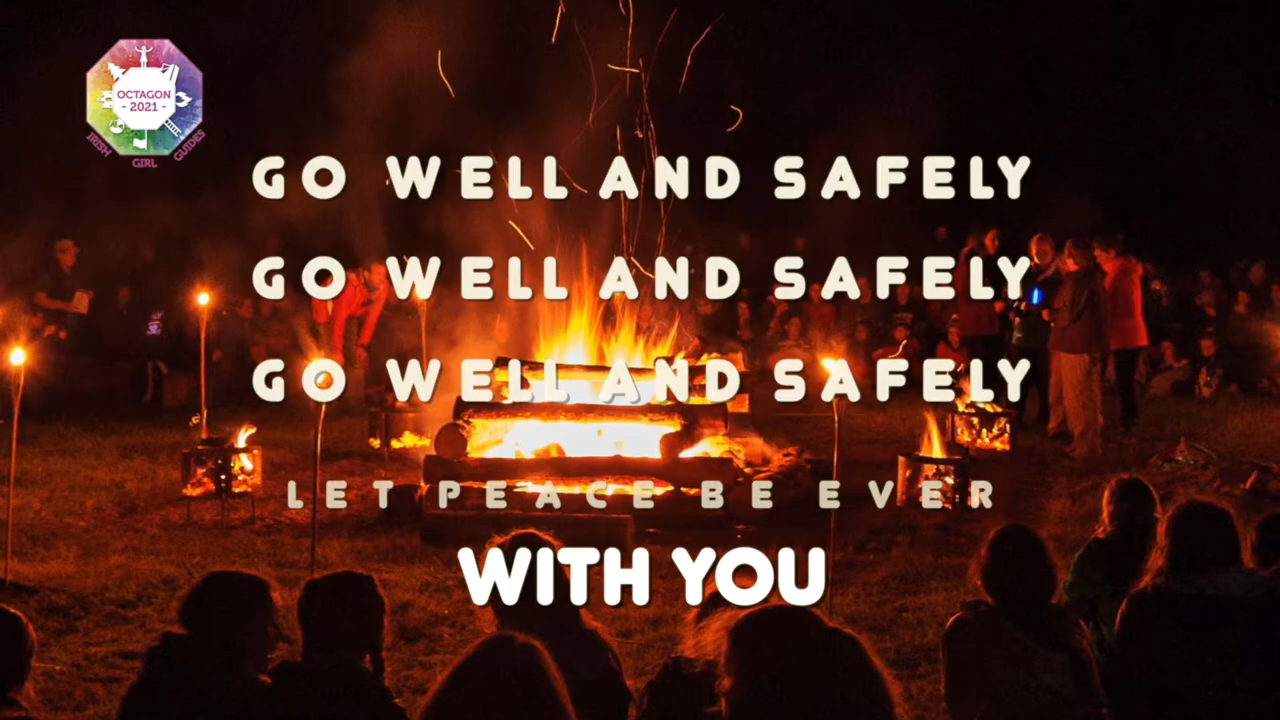 OCTAGON
- 2021 -
IRISH GIRL GUIDES
GO WELL AND SAFELY
GO WELL AND SAFELY
GO WELL AND SAFELY
LET PEACE BE EVER
WITH YOU